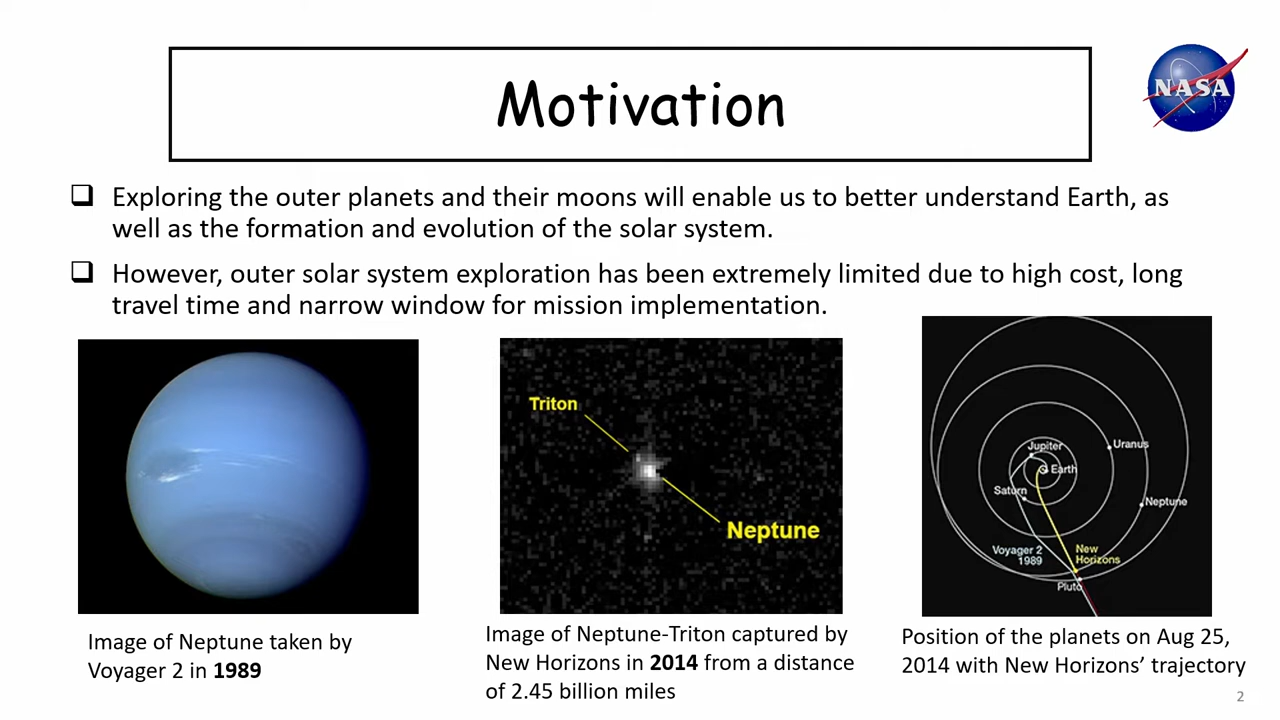 Motivation
NASA
❑ Exploring the outer planets and their moons will enable us to better understand Earth, as
well as the formation and evolution of the solar system.
❑ However, outer solar system exploration has been extremely limited due to high cost, long
travel time and narrow window for mission implementation.
Triton
Neptune
Jupiter
Uranus
Earth
Saturn
Neptune
Voyager 2
1989
New
Horizons
Pluto
Image of Neptune taken by
Voyager 2 in 1989
Image of Neptune-Triton captured by
New Horizons in 2014 from a distance
of 2.45 billion miles
Position of the planets on Aug 25,
2014 with New Horizons’ trajectory
2